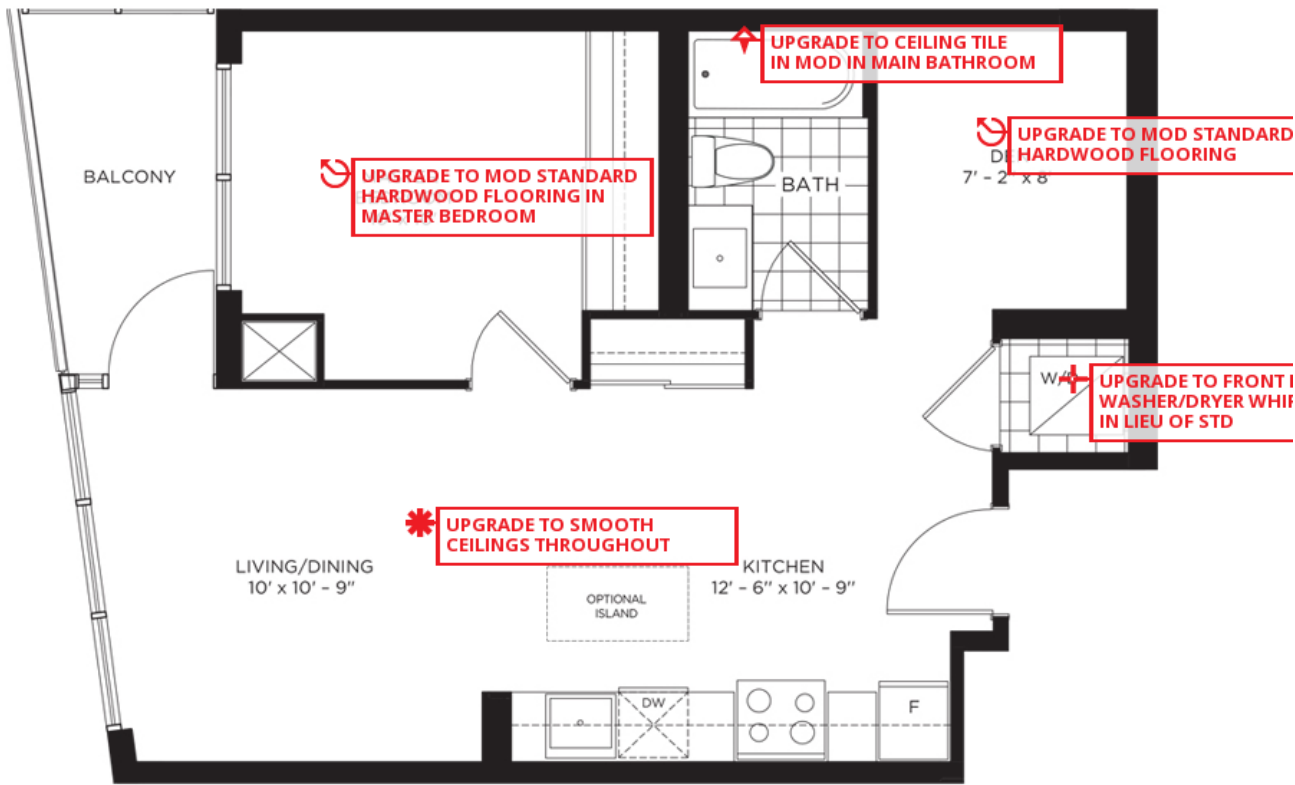 UPGRADE TO CEILING TILE
IN MOD IN MAIN BATHROOM
UPGRADE TO MOD STANDARD
HARDWOOD FLOORING
7' - 2" x 8'
BALCONY
UPGRADE TO MOD STANDARD
HARDWOOD FLOORING IN
MASTER BEDROOM
BATH
UPGRADE TO FRONT
WASHER/DRYER
IN LIEU OF STD
UPGRADE TO SMOOTH
CEILINGS THROUGHOUT
LIVING/DINING
10' x 10' - 9"
KITCHEN
12' - 6" x 10' - 9"
OPTIONAL
ISLAND
DW
F